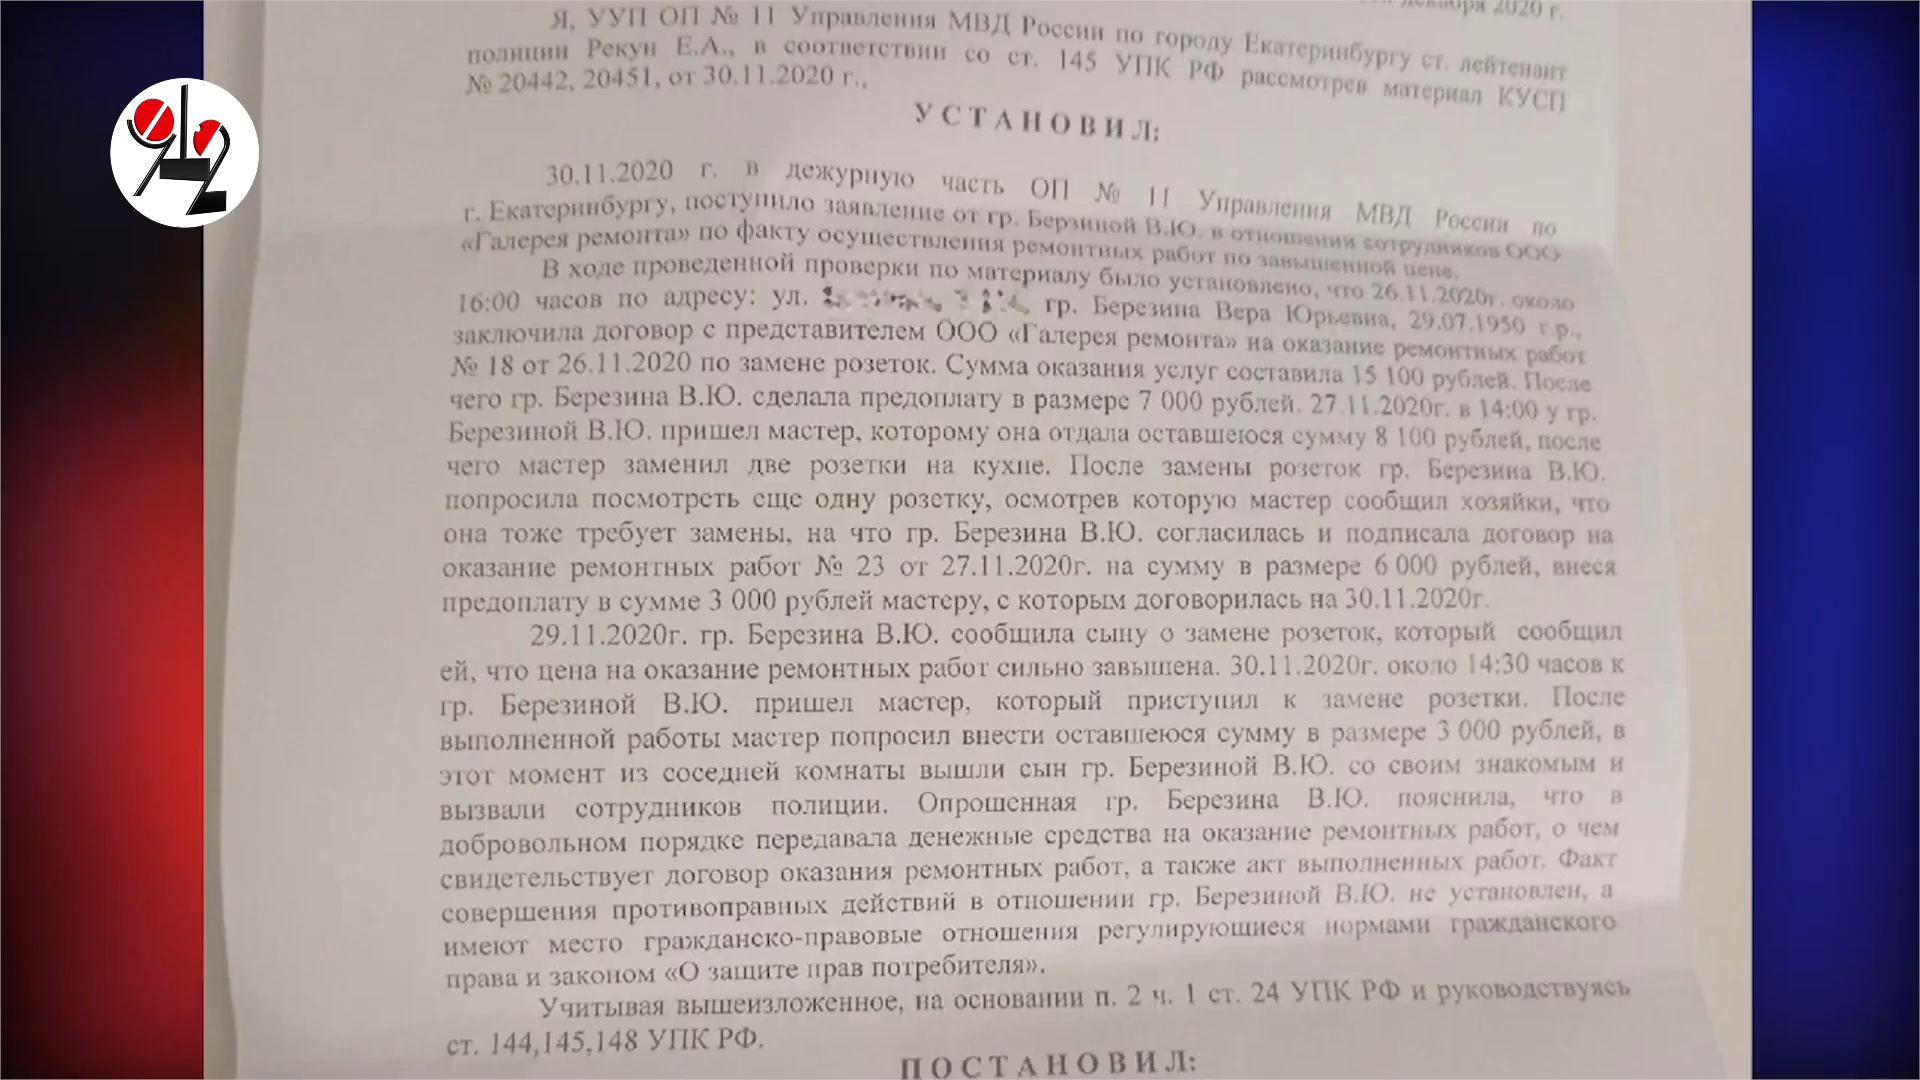 декабря 2020 г.
Я, УУП ОП № 11 Управления МВД России по городу Екатеринбургу ст. лейтенант
полиции Рекун Е.А., в соответствии со ст. 145 УПК РФ рассмотрев материал КУСП
№ 20442, 20451, от 30.11.2020 г.,
УСТАНОВИЛ:
30.11.2020 г. в дежурную часть ОП № 11 Управления МВД России по
г. Екатеринбургу, поступило заявление от гр. Берзиной В.Ю. в отношении сотрудников ООО
«Галерея ремонта» по факту осуществления ремонтных работ по завышенной цене.
В ходе проведенной проверки по материалу было установлено, что 26.11.2020г. около
16:00 часов по адресу: ул. гр. Березина Вера Юрьевна, 29.07.1950 г.р.,
заключила договор с представителем ООО «Галерея ремонта» на оказание ремонтных работ
№ 18 от 26.11.2020 по замене розеток. Сумма оказания услуг составила 15 100 рублей. После
чего гр. Березина В.Ю. сделала предоплату в размере 7 000 рублей. 27.11.2020г. в 14:00 у гр.
Березиной В.Ю. пришел мастер, которому она отдала оставшеюся сумму 8 100 рублей, после
чего мастер заменил две розетки на кухне. После замены розеток гр. Березина В.Ю.
попросила посмотреть еще одну розетку, осмотрев которую мастер сообщил хозяйки, что
она тоже требует замены, на что гр. Березина В.Ю. согласилась и подписала договор на
оказание ремонтных работ № 23 от 27.11.2020г. на сумму в размере 6 000 рублей, внеся
предоплату в сумме 3 000 рублей мастеру, с которым договорилась на 30.11.2020г.
29.11.2020г. гр. Березина В.Ю. сообщила сыну о замене розеток, который сообщил
ей, что цена на оказание ремонтных работ сильно завышена. 30.11.2020г. около 14:30 часов к
гр. Березиной В.Ю. пришел мастер, который приступил к замене розетки. После
выполненной работы мастер попросил внести оставшеюся сумму в размере 3 000 рублей, в
этот момент из соседней комнаты вышли сын гр. Березиной В.Ю. со своим знакомым и
вызвали сотрудников полиции. Опрошенная гр. Березина В.Ю. пояснила, что в
добровольном порядке передавала денежные средства на оказание ремонтных работ, о чем
свидетельствует договор оказания ремонтных работ, а также акт выполненных работ. Факт
совершения противоправных действий в отношении гр. Березиной В.Ю. не установлен, а
имеют место гражданско-правовые отношения регулирующиеся нормами гражданского
права и законом «О защите прав потребителя».
Учитывая вышеизложенное, на основании п. 2 ч. 1 ст. 24 УПК РФ и руководствуясь
ст. 144,145,148 УПК РФ.
ПОСТАНОВИЛ: